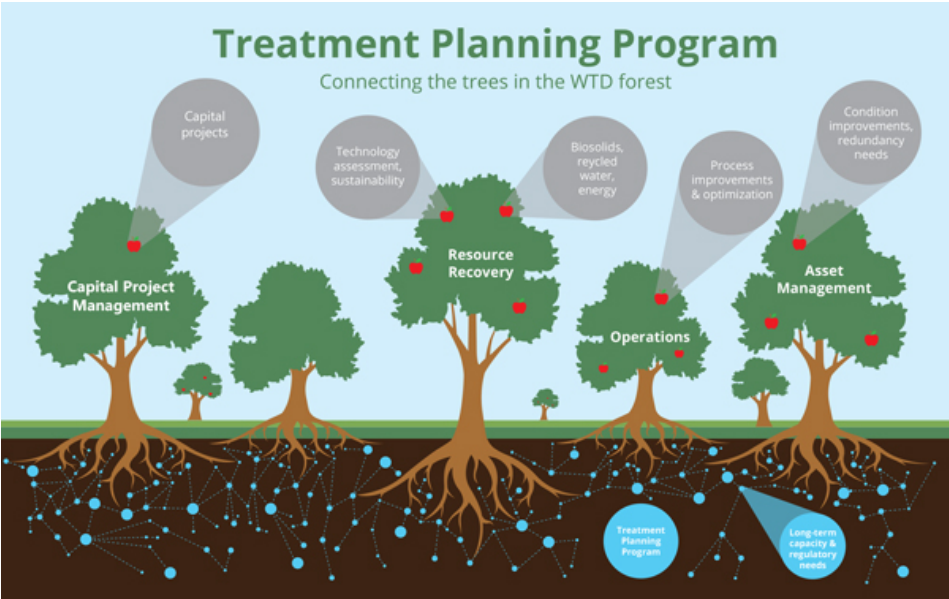 Treatment Planning Program
Connecting the trees in the WTD forest
Capital
projects
Technology
assessment,
sustainability
Biosolids,
reycled
water,
energy
Process
improvements
& optimization
Condition
improvements,
redundancy
needs
Capital Project
Management
Resource
Recovery
Operations
Asset
Management
Treatment
Planning
Program
Long-term
capacity &
regulatory
needs